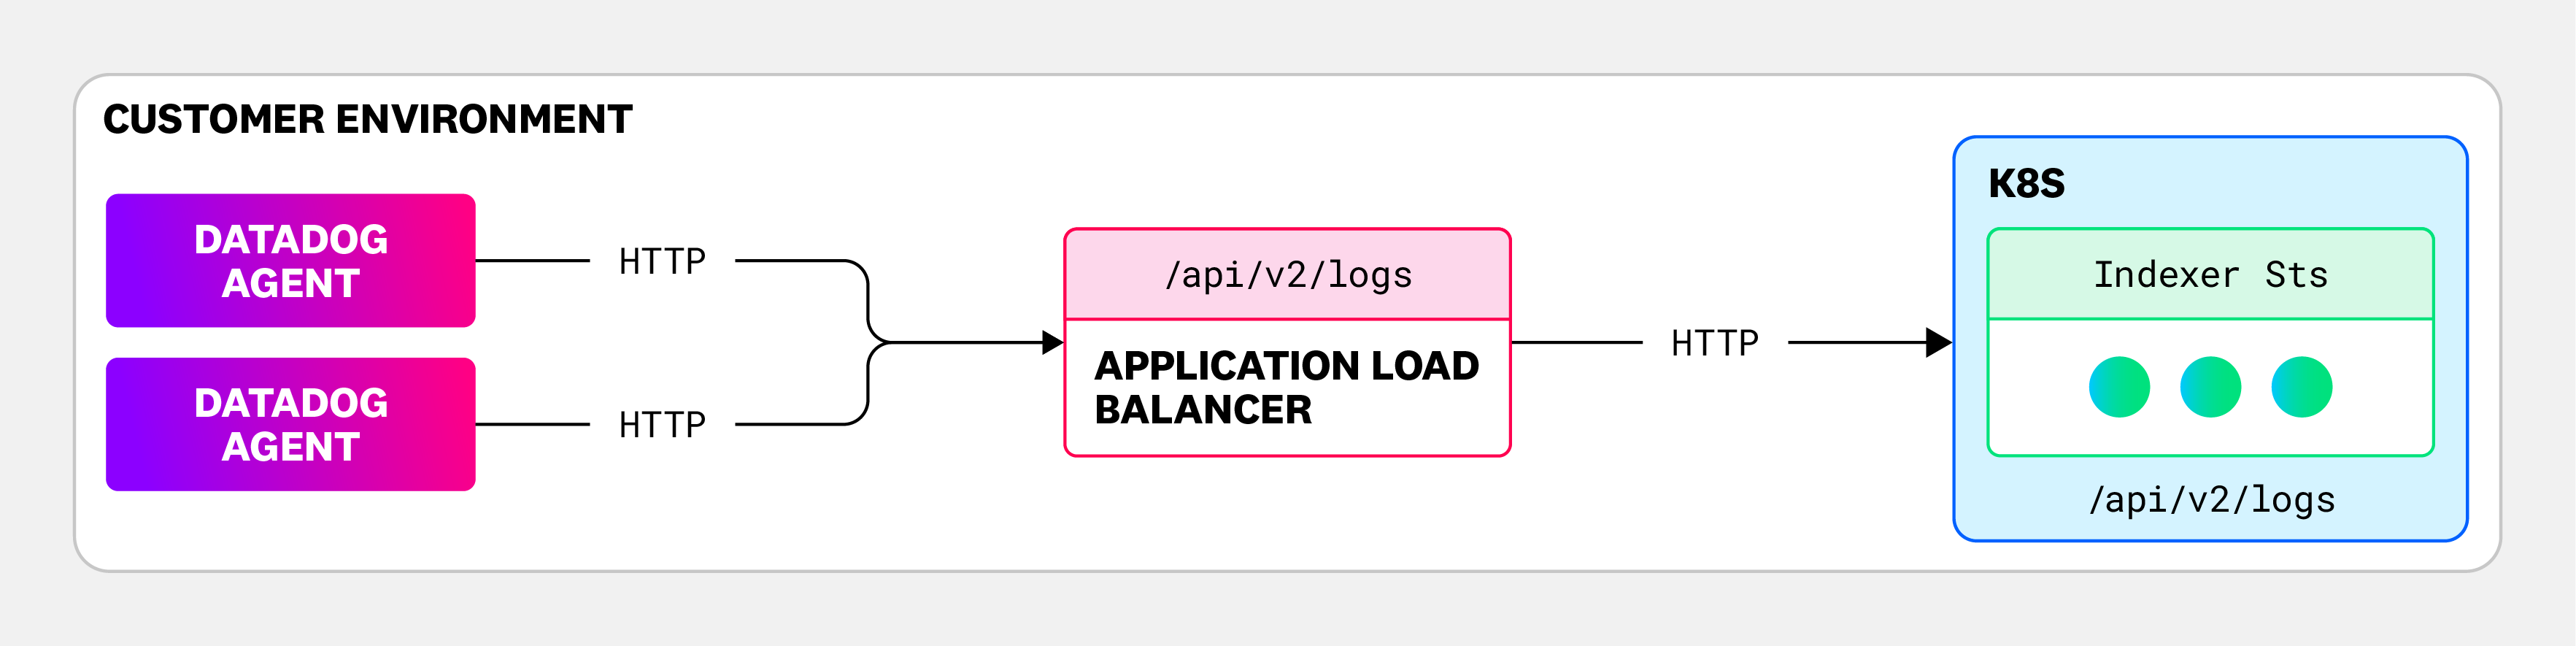 CUSTOMER ENVIRONMENT
DATADOG
AGENT
HTTP
DATADOG
AGENT
HTTP
/api/v2/logs
APPLICATION LOAD
BALANCER
HTTP
K8S
Indexer Sts
/api/v2/logs